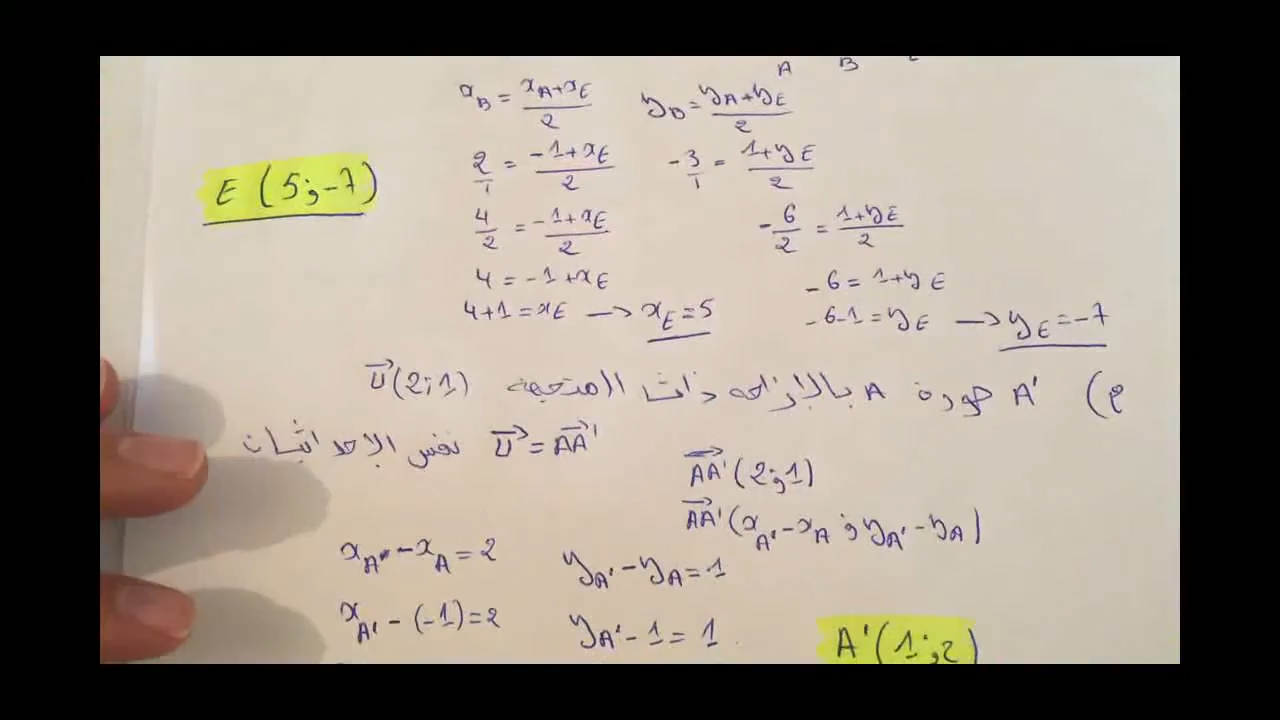 A B
x_B = (x_A+x_E)/2 y_B = (y_A+y_E)/2
2/1 = (-1+x_E)/2 -3/1 = (1+y_E)/2
E (5;-7)
4/2 = (-1+x_E)/2 -6/2 = (1+y_E)/2
4 = -1+x_E -6 = 1+y_E
4+1 = x_E → x_E = 5 -6-1 = y_E → y_E = -7
ج) A' صورة A بالإزاحة ذات المتجهة U⃗(2;1)
U⃗ = AA'⃗ نفس الإحداثيات
AA'⃗(2;1)
AA'⃗(x_A' - x_A ; y_A' - y_A)
x_A' - x_A = 2 y_A' - y_A = 1
x_A' - (-1) = 2 y_A' - 1 = 1
A'(1;2)